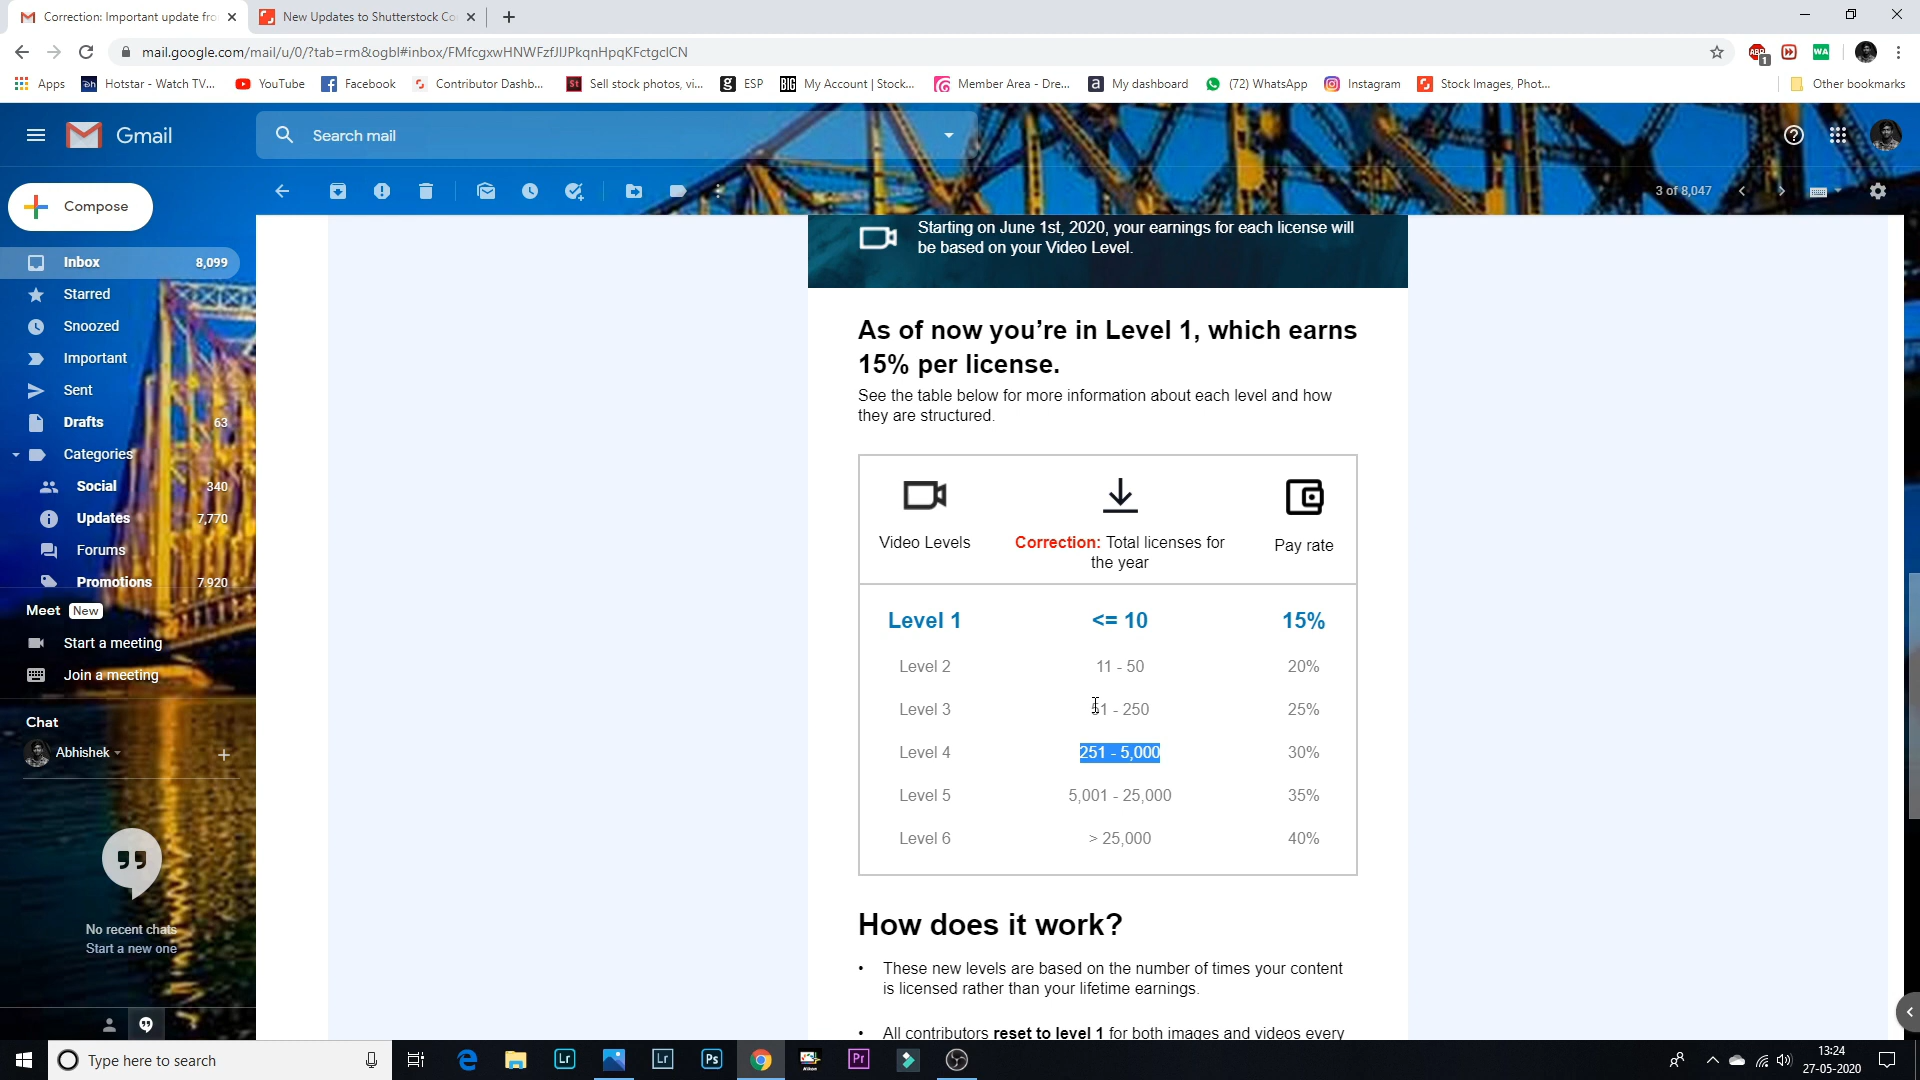 Correction: Important update fro
New Updates to Shutterstock Co
mail.google.com/mail/u/0/?tab=rm&ogbl#inbox/FMfcgxwHNWFzfJlJPkqnHpqKFctgclCN
ABP
1
WA
Apps
Hotstar - Watch TV...
YouTube
Facebook
Contributor Dashb...
St
Sell stock photos, vi...
ESP
BIG
My Account | Stock...
Member Area - Dre...
My dashboard
(72) WhatsApp
Instagram
Stock Images, Phot...
Other bookmarks
Gmail
Search mail
Compose
3 of 8,047
Inbox 8,099
Starred
Snoozed
Important
Sent
Drafts 63
Categories
Social 340
Updates 7,770
Forums
Promotions 7,920
Meet New
Start a meeting
Join a meeting
Chat
Abhishek
No recent chats
Start a new one
Starting on June 1st, 2020, your earnings for each license will
be based on your Video Level.
As of now you’re in Level 1, which earns
15% per license.
See the table below for more information about each level and how
they are structured.
Video Levels
Correction: Total licenses for
the year
Pay rate
Level 1 <= 10 15%
Level 2 11 - 50 20%
Level 3 51 - 250 25%
Level 4 251 - 5,000 30%
Level 5 5,001 - 25,000 35%
Level 6 > 25,000 40%
How does it work?
• These new levels are based on the number of times your content
is licensed rather than your lifetime earnings.
• All contributors reset to level 1 for both images and videos every
Type here to search
Lr
Lr
Ps
Pr
13:24
27-05-2020